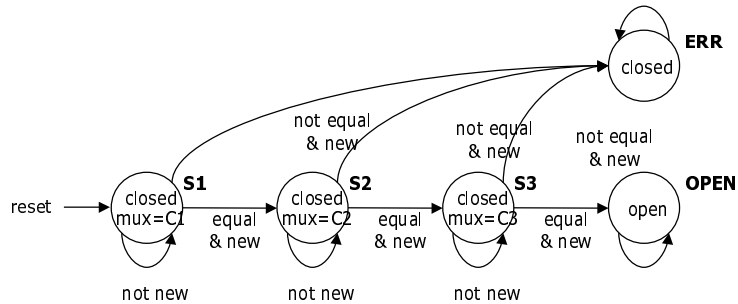 ERR
closed
not equal
& new
not equal
& new
not equal
& new
S1
S2
S3
OPEN
reset
closed
mux=C1
closed
mux=C2
closed
mux=C3
open
equal
& new
equal
& new
equal
& new
not new
not new
not new